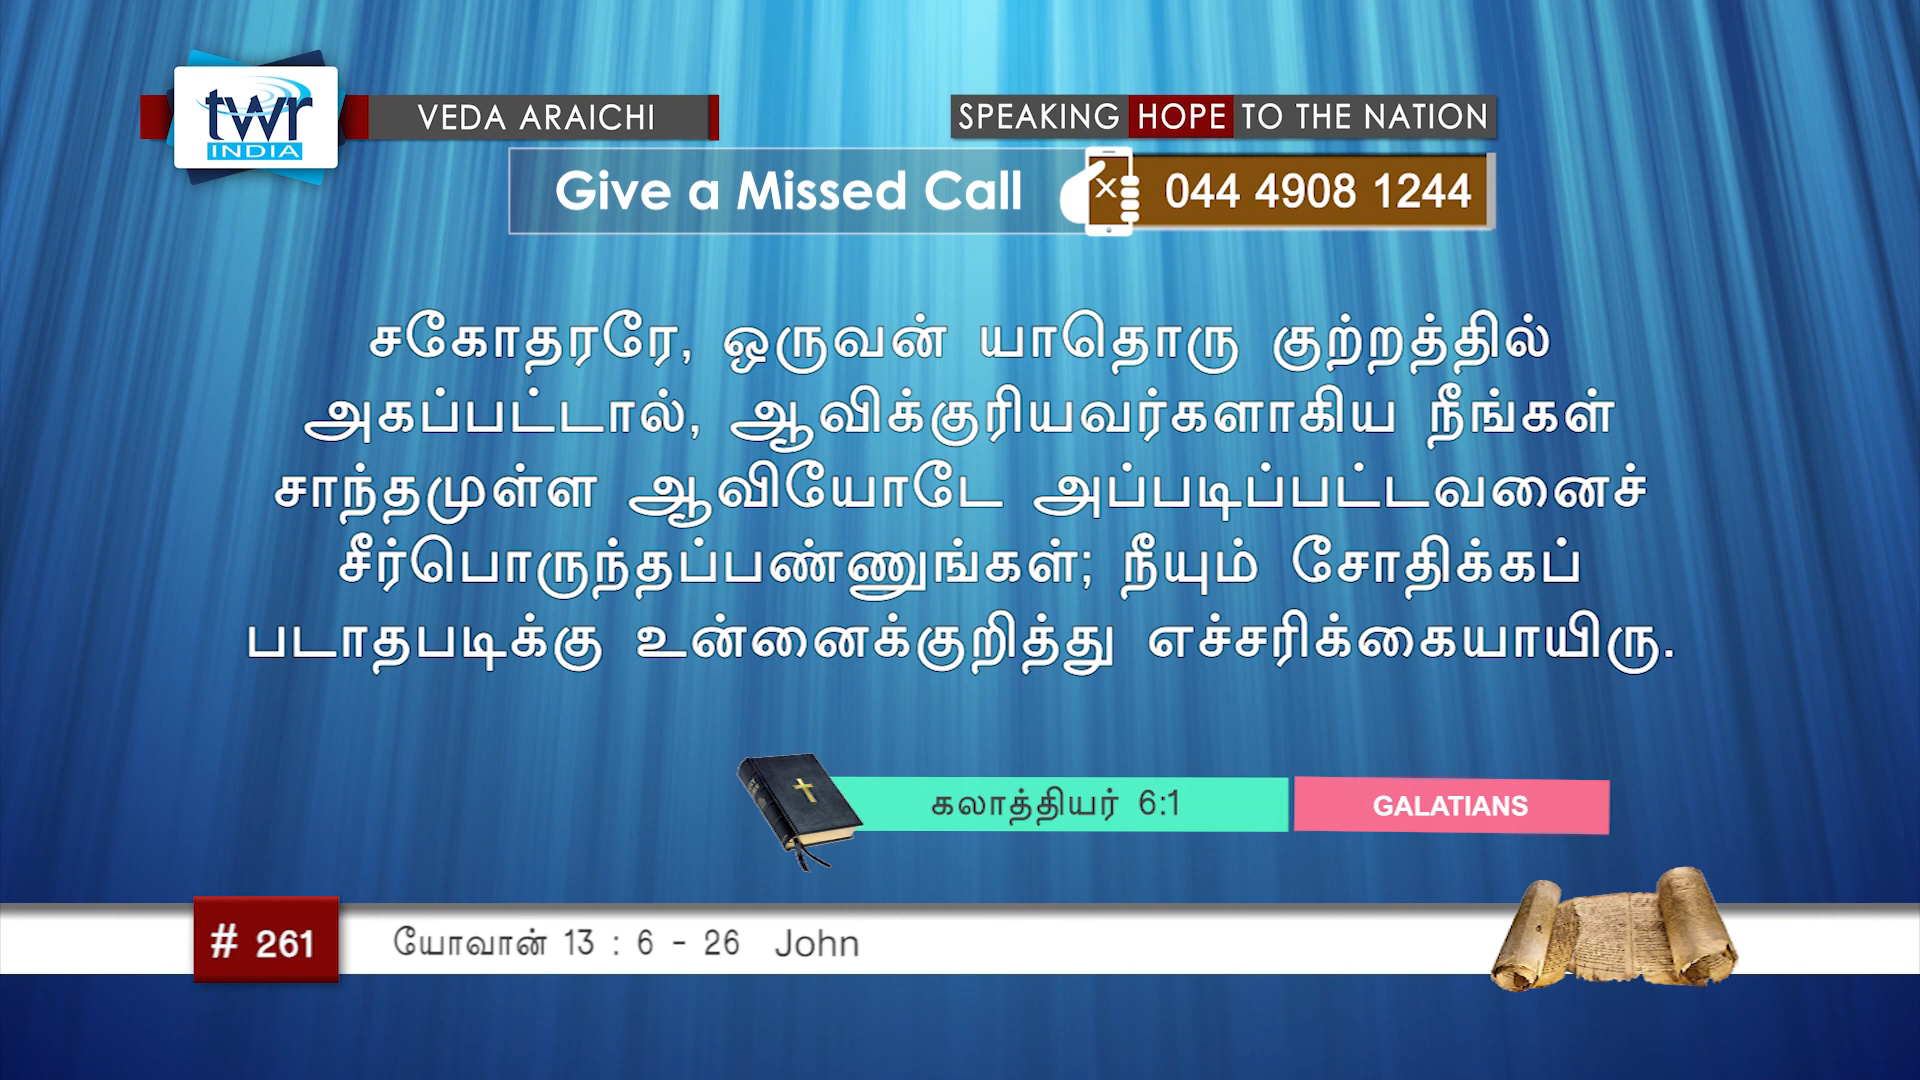 twr
INDIA
VEDA ARAICHI
SPEAKING HOPE TO THE NATION
Give a Missed Call
044 4908 1244
சகோதரரே, ஒருவன் யாதொரு குற்றத்தில்
அகப்பட்டால், ஆவிக்குரியவர்களாகிய நீங்கள்
சாந்தமுள்ள ஆவியோடே அப்படிப்பட்டவனைச்
சீர்பொருந்தப்பண்ணுங்கள்; நீயும் சோதிக்கப்
படாதபடிக்கு உன்னைக்குறித்து எச்சரிக்கையாயிரு.
கலாத்தியர் 6:1
GALATIANS
# 261
யோவான் 13 : 6 - 26 John